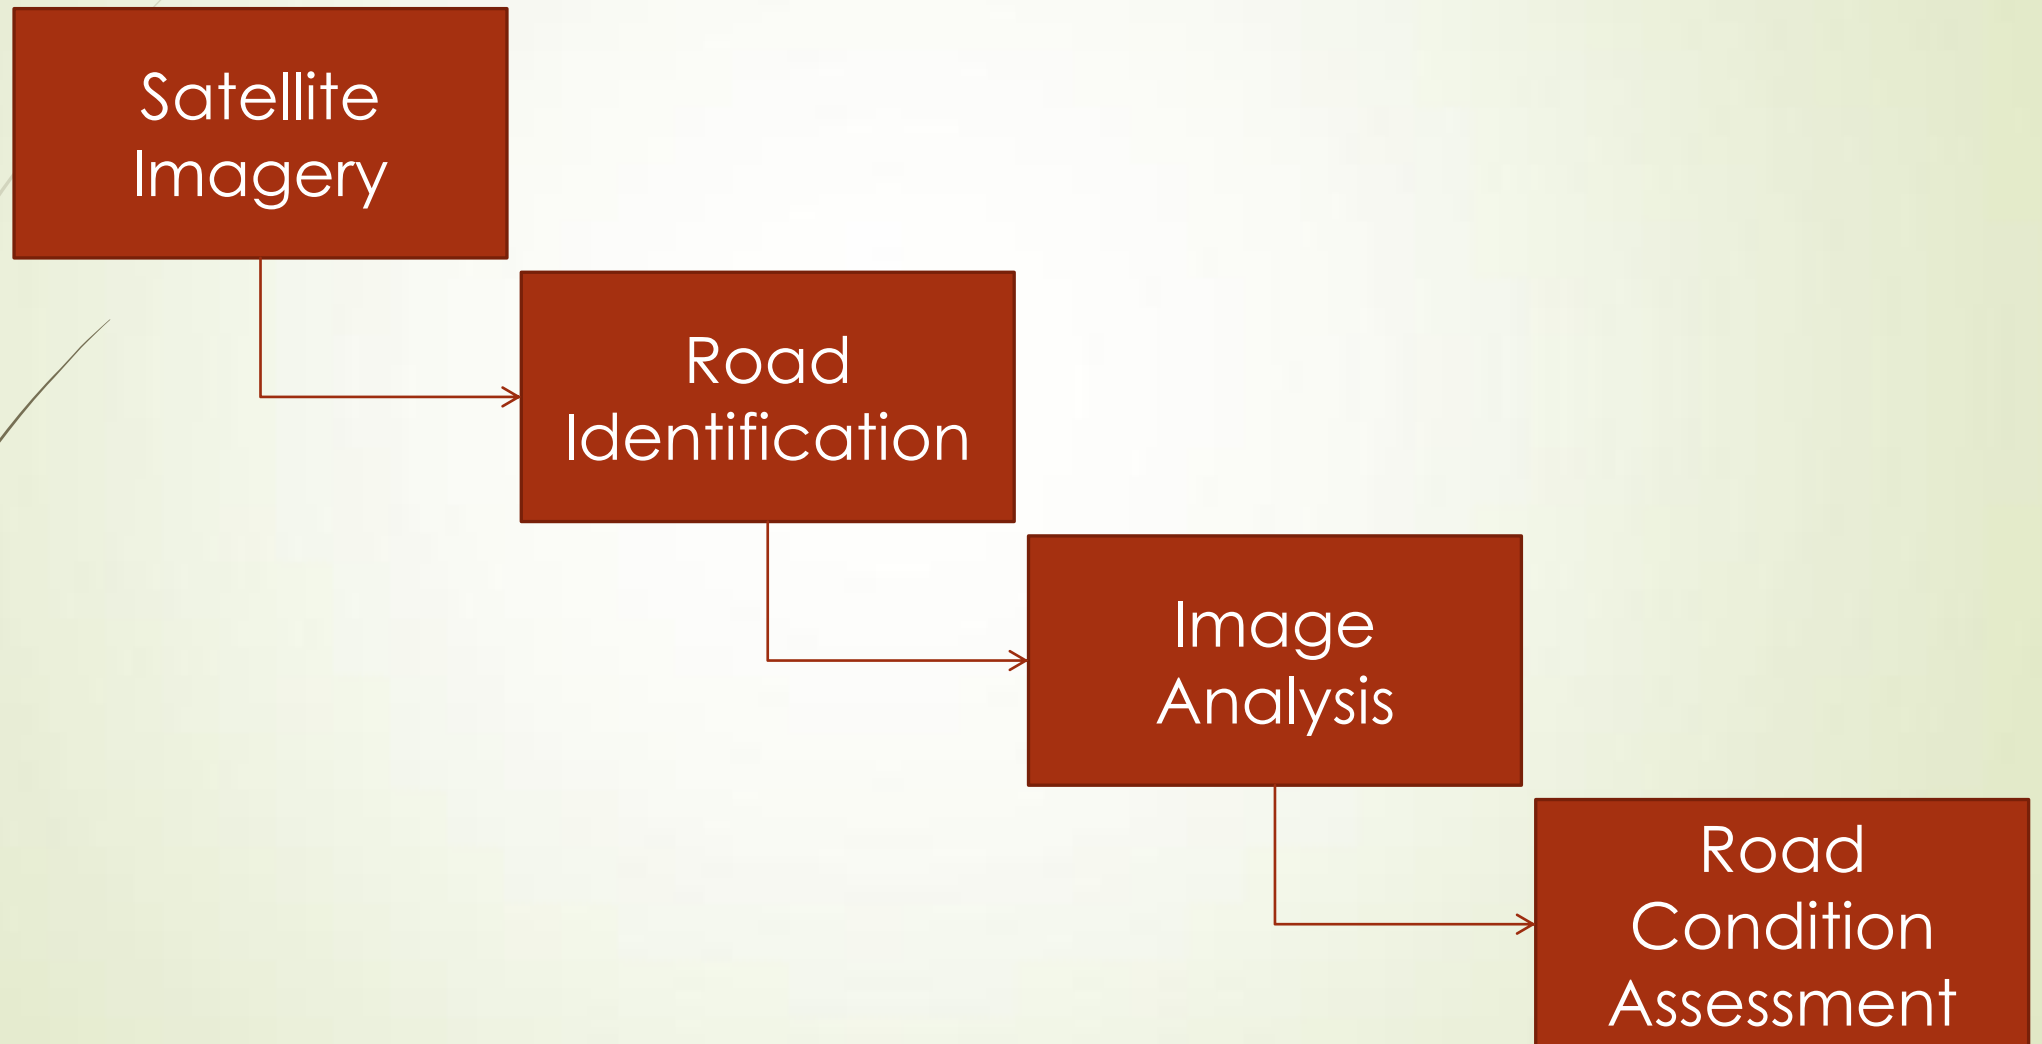 Satellite
Imagery
Road
Identification
Image
Analysis
Road
Condition
Assessment